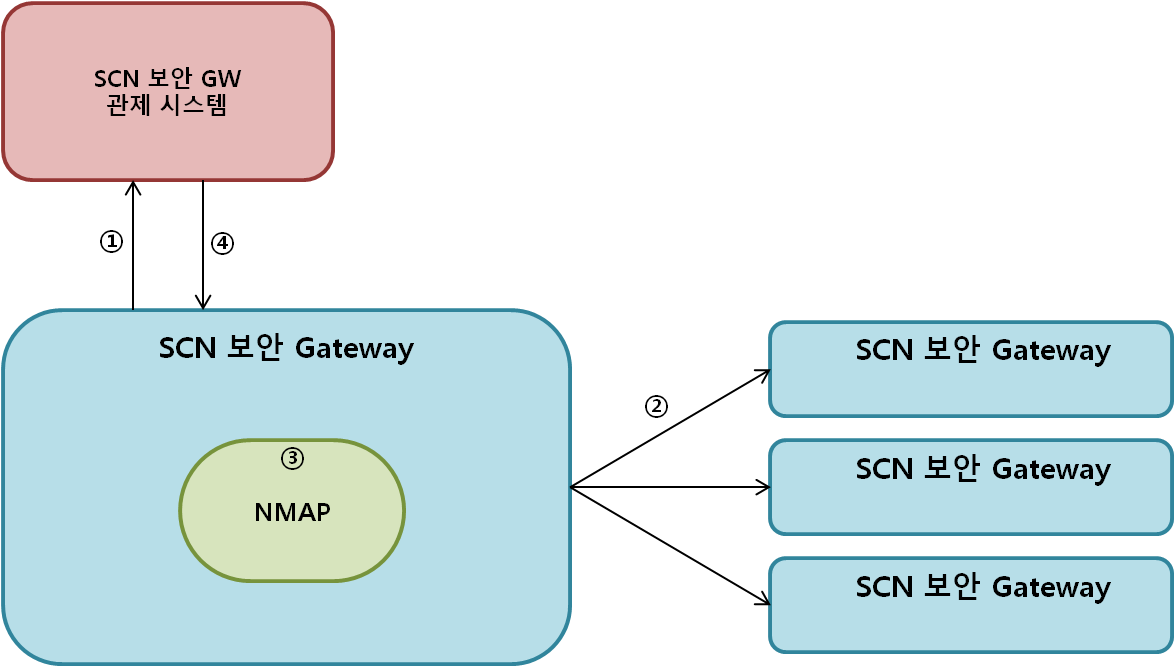 SCN 보안 GW
관제 시스템
①
④
SCN 보안 Gateway
③
NMAP
②
SCN 보안 Gateway
SCN 보안 Gateway
SCN 보안 Gateway